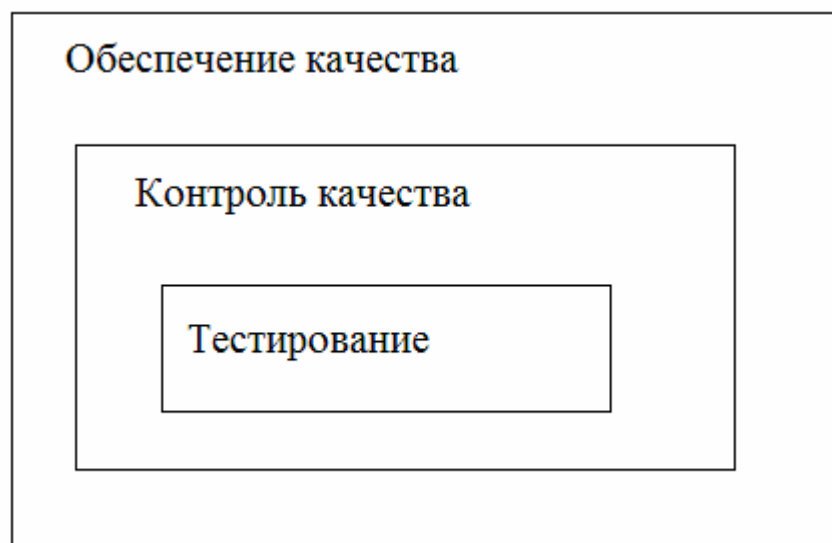 Обеспечение качества
Контроль качества
Тестирование